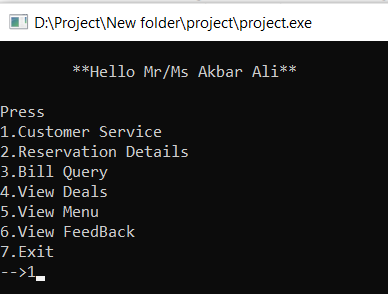 D:\Project\New folder\project\project.exe
**Hello Mr/Ms Akbar Ali**
Press
1.Customer Service
2.Reservation Details
3.Bill Query
4.View Deals
5.View Menu
6.View FeedBack
7.Exit
-->1